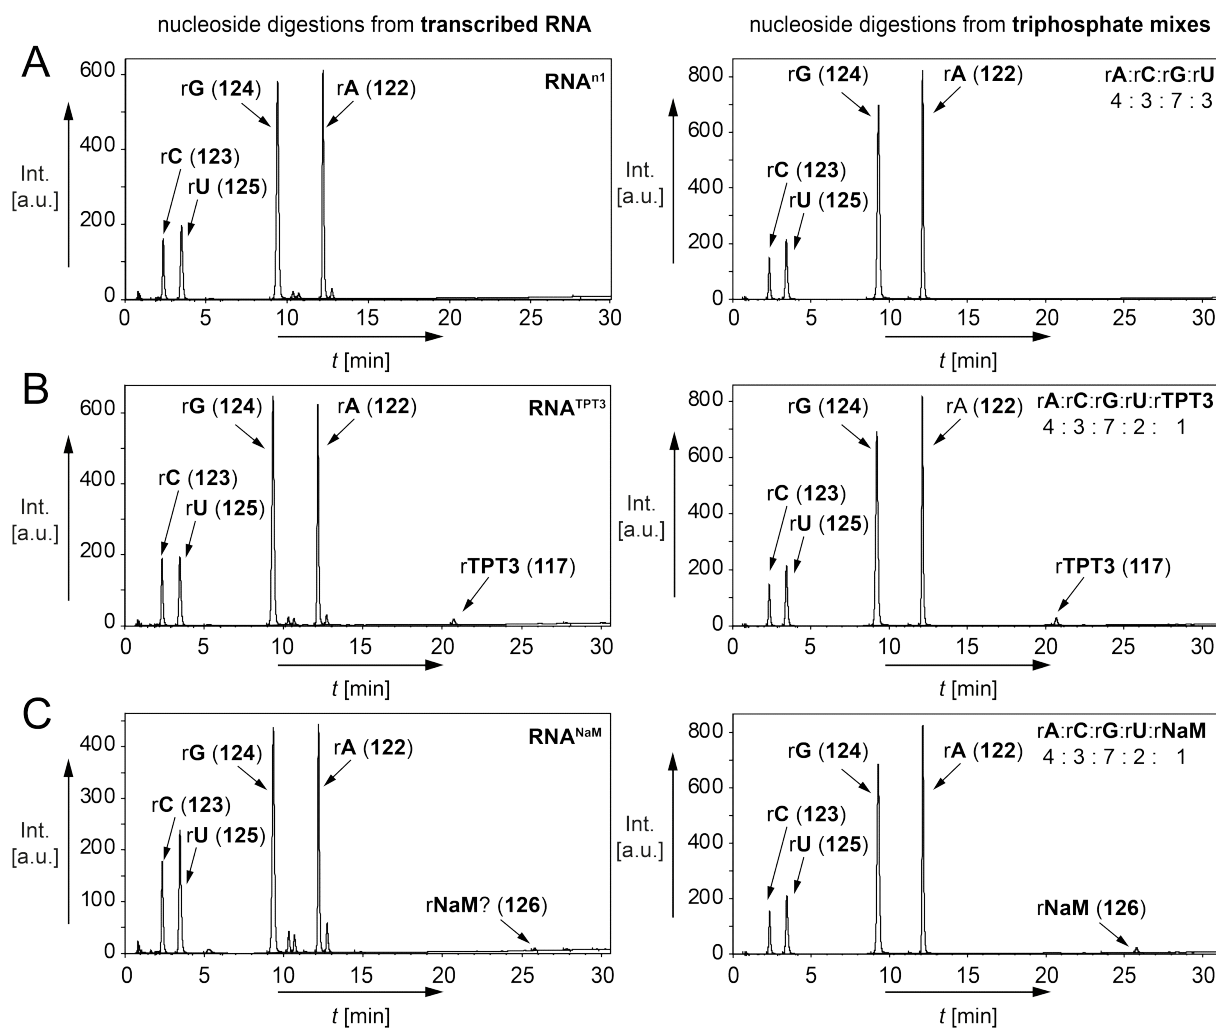 nucleoside digestions from transcribed RNA
nucleoside digestions from triphosphate mixes
A
600
400
200
0
Int.
[a.u.]
rG (124)
rA (122)
RNAn1
rC (123)
rU (125)
0 5 10 15 20 25 30
t [min]
800
600
400
200
0
Int.
[a.u.]
rG (124)
rA (122)
rA:rC:rG:rU
4 : 3 : 7 : 3
rC (123)
rU (125)
0 5 10 15 20 25 30
t [min]
B
600
400
200
0
Int.
[a.u.]
rG (124)
rA (122)
RNATPT3
rC (123)
rU (125)
rTPT3 (117)
0 5 10 15 20 25 30
t [min]
800
600
400
200
0
Int.
[a.u.]
rG (124)
rA (122)
rA:rC:rG:rU:rTPT3
4 : 3 : 7 : 2 : 1
rC (123)
rU (125)
rTPT3 (117)
0 5 10 15 20 25 30
t [min]
C
400
300
200
100
0
Int.
[a.u.]
rG (124)
rA (122)
RNANaM
rC (123)
rU (125)
rNaM? (126)
0 5 10 15 20 25 30
t [min]
800
600
400
200
0
Int.
[a.u.]
rG (124)
rA (122)
rA:rC:rG:rU:rNaM
4 : 3 : 7 : 2 : 1
rC (123)
rU (125)
rNaM (126)
0 5 10 15 20 25 30
t [min]